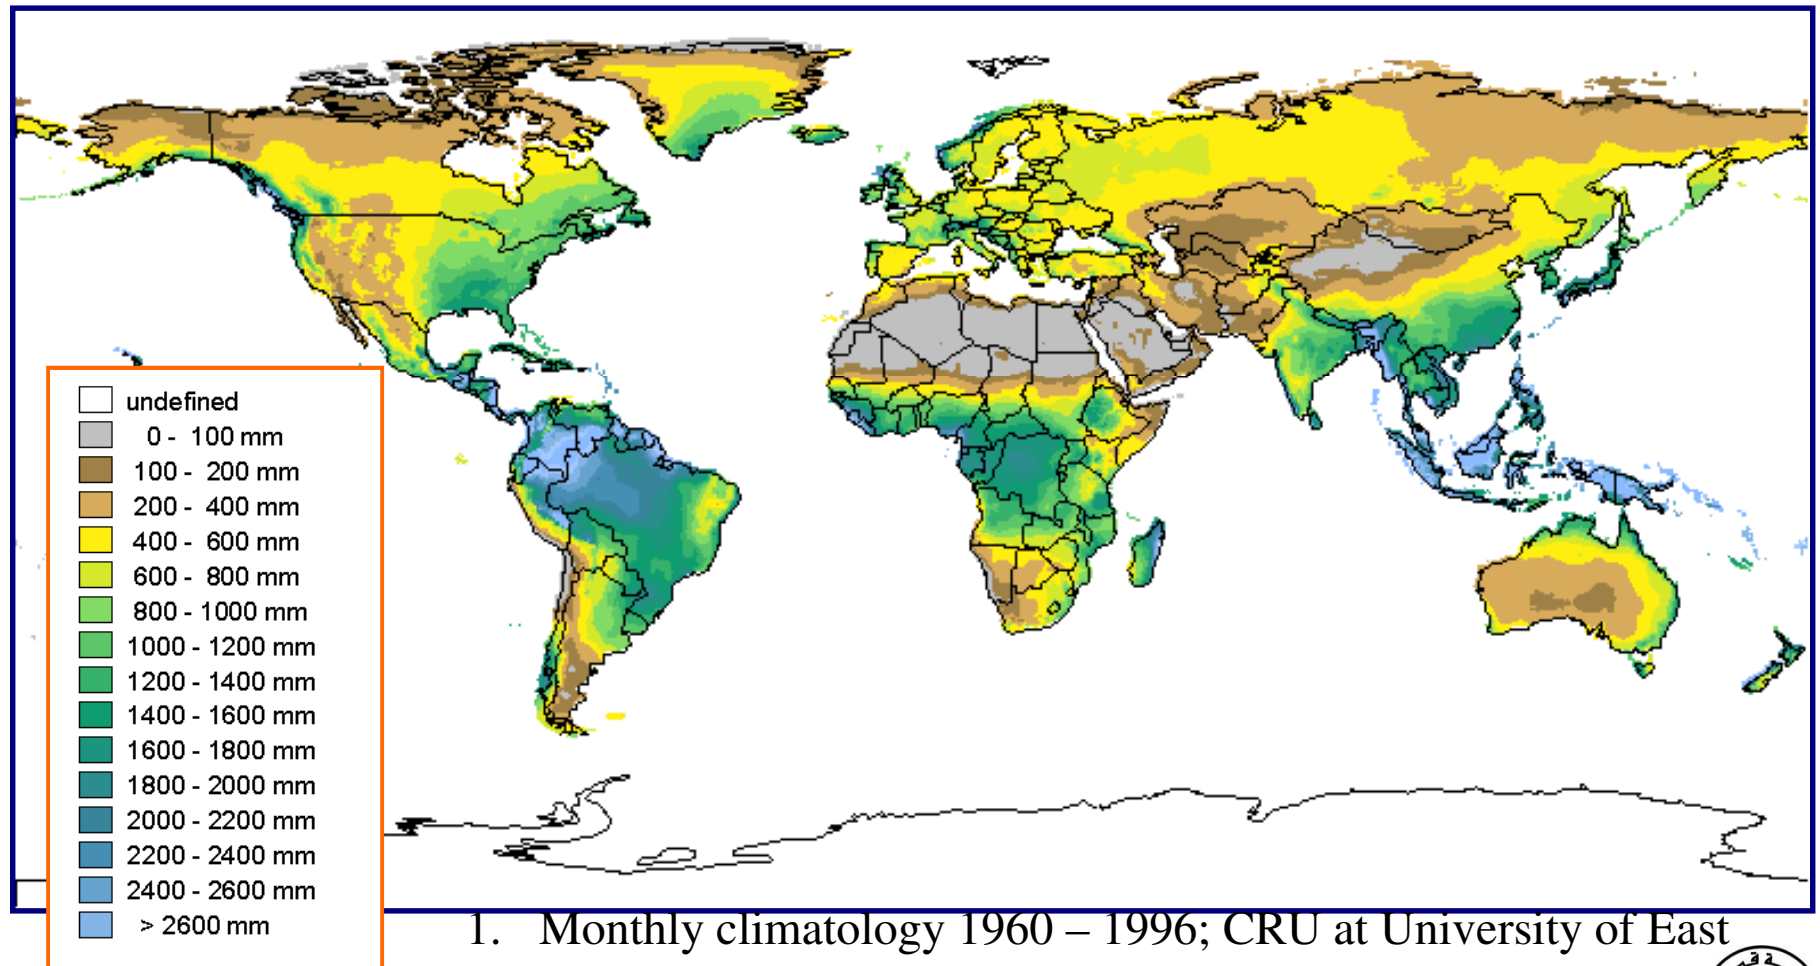 undefined
0 - 100 mm
100 - 200 mm
200 - 400 mm
400 - 600 mm
600 - 800 mm
800 - 1000 mm
1000 - 1200 mm
1200 - 1400 mm
1400 - 1600 mm
1600 - 1800 mm
1800 - 2000 mm
2000 - 2200 mm
2200 - 2400 mm
2400 - 2600 mm
> 2600 mm
1. Monthly climatology 1960 – 1996; CRU at University of East